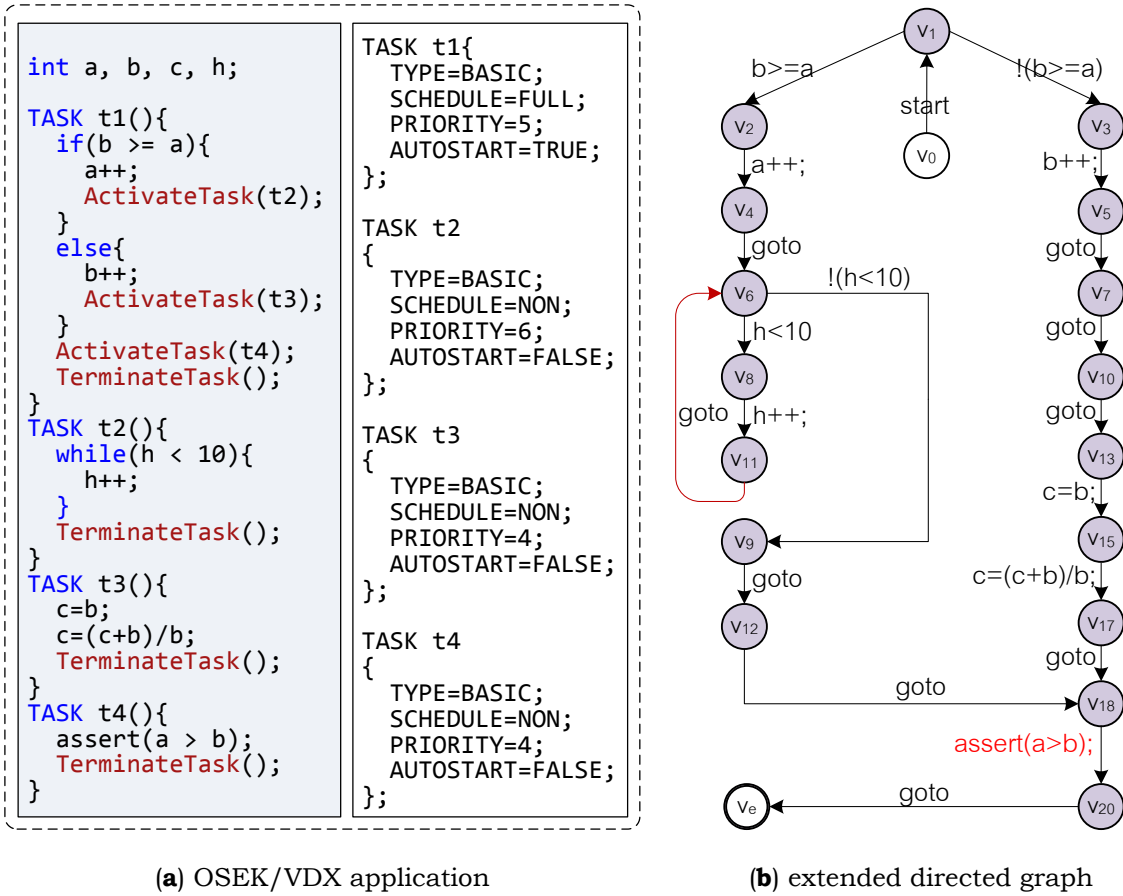 int a, b, c, h;
TASK t1(){
if(b >= a){
a++;
ActivateTask(t2);
}
else{
b++;
ActivateTask(t3);
}
ActivateTask(t4);
TerminateTask();
}
TASK t2(){
while(h < 10){
h++;
}
TerminateTask();
}
TASK t3(){
c=b;
c=(c+b)/b;
TerminateTask();
}
TASK t4(){
assert(a > b);
TerminateTask();
}
TASK t1{
TYPE=BASIC;
SCHEDULE=FULL;
PRIORITY=5;
AUTOSTART=TRUE;
};
TASK t2
{
TYPE=BASIC;
SCHEDULE=NON;
PRIORITY=6;
AUTOSTART=FALSE;
};
TASK t3
{
TYPE=BASIC;
SCHEDULE=NON;
PRIORITY=4;
AUTOSTART=FALSE;
};
TASK t4
{
TYPE=BASIC;
SCHEDULE=NON;
PRIORITY=4;
AUTOSTART=FALSE;
};
(a) OSEK/VDX application
v1
b>=a
!(b>=a)
start
v2
v3
v0
a++;
b++;
v4
v5
goto
goto
v6
!(h<10)
v7
h<10
goto
v8
v10
goto
h++;
goto
v11
v13
c=b;
v9
v15
goto
c=(c+b)/b;
v12
v17
goto
goto
v18
assert(a>b);
ve
goto
v20
(b) extended directed graph